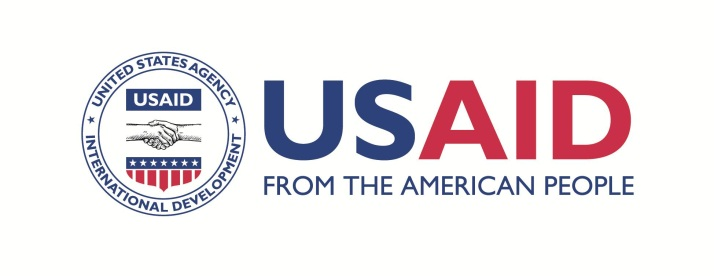 UNITED STATES AGENCY
USAID
INTERNATIONAL DEVELOPMENT
USAID
FROM THE AMERICAN PEOPLE